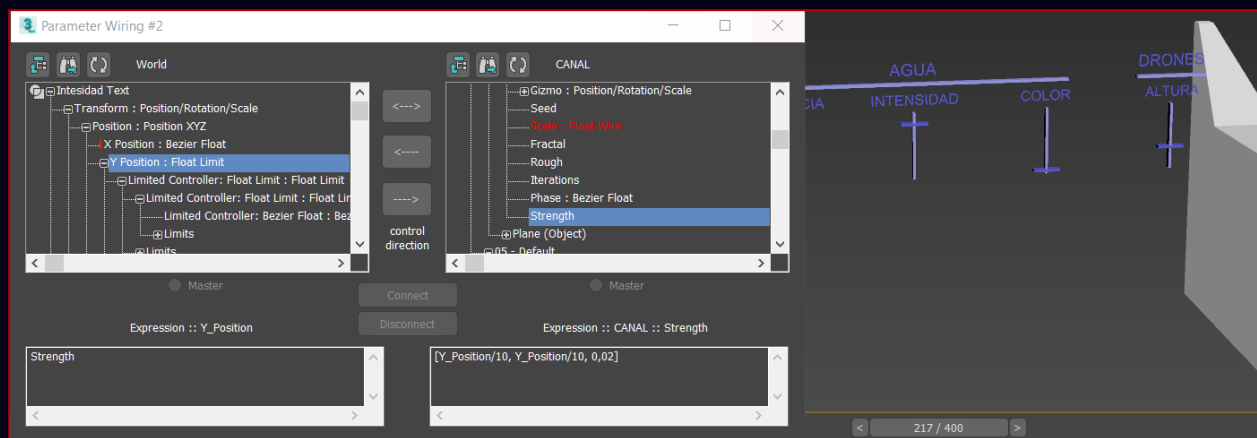 Parameter Wiring #2
World
CANAL
Intesidad Text
Transform : Position/Rotation/Scale
Position : Position XYZ
X Position : Bezier Float
Y Position : Float Limit
Limited Controller: Float Limit : Float Limit
Limited Controller: Float Limit : Float Lin
Limited Controller: Bezier Float : Bez
Limits
Limits
<--->
<----
---->
control
direction
Gizmo : Position/Rotation/Scale
Seed
Scale : Float Wire
Fractal
Rough
Iterations
Phase : Bezier Float
Strength
Plane (Object)
05 - Default
Master
Master
Connect
Disconnect
Expression :: Y_Position
Expression :: CANAL :: Strength
Strength
[Y_Position/10, Y_Position/10, 0,02]
AGUA
DRONES
CIA
INTENSIDAD
COLOR
ALTURA
< 217 / 400 >